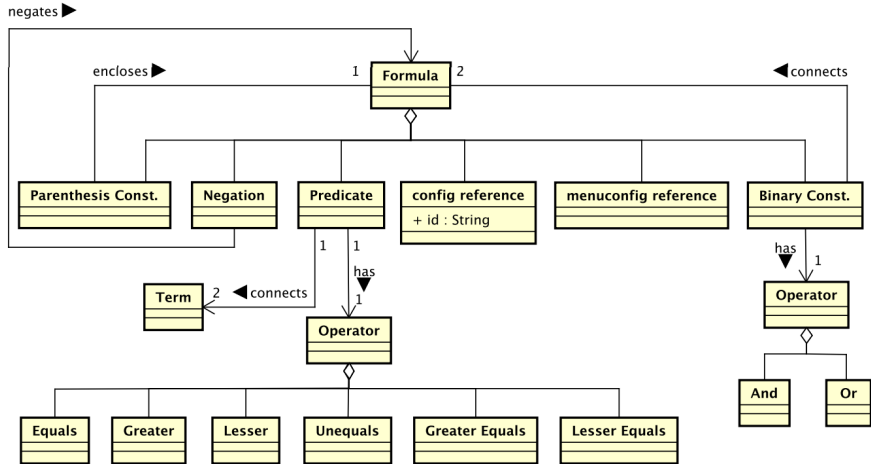 negates
encloses
1
Formula
2
connects
Parenthesis Const.
Negation
Predicate
config reference
+ id : String
menuconfig reference
Binary Const.
1
1
has
1
Term
2
connects
has
1
Operator
Operator
And
Or
Equals
Greater
Lesser
Unequals
Greater Equals
Lesser Equals